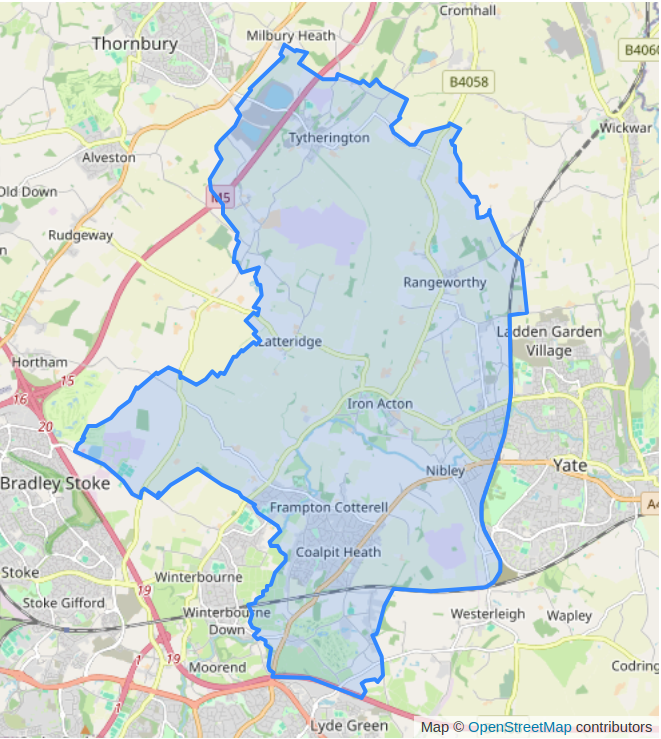 Cromhall
Milbury Heath
Thornbury
B4060
B4058
Wickwar
Tytherington
Alveston
Old Down
M5
Rudgeway
Rangeworthy
Ladden Garden
Village
Latteridge
Hortham
15
16
20
Iron Acton
Yate
Nibley
Bradley Stoke
Frampton Cotterell
Coalpit Heath
Stoke
Winterbourne
19
Stoke Gifford
Winterbourne
Down
Westerleigh
Wapley
1
19
Moorend
Codring
Lyde Green
Map © OpenStreetMap contributors